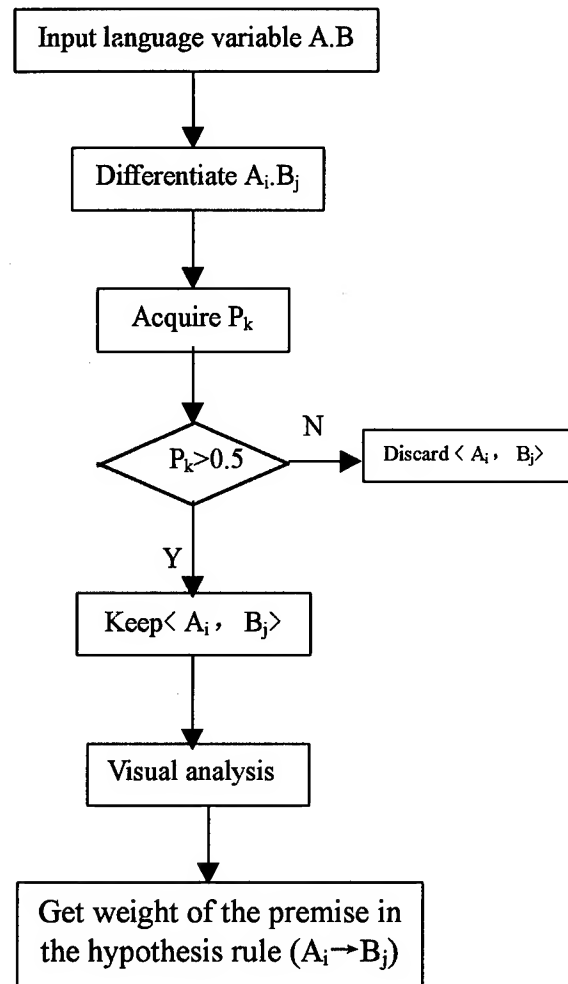 Input language variable A.B
Differentiate Aᵢ.Bⱼ
Acquire Pₖ
Pₖ>0.5
N
Discard < Aᵢ， Bⱼ>
Y
Keep< Aᵢ， Bⱼ>
Visual analysis
Get weight of the premise in
the hypothesis rule (Aᵢ→Bⱼ)